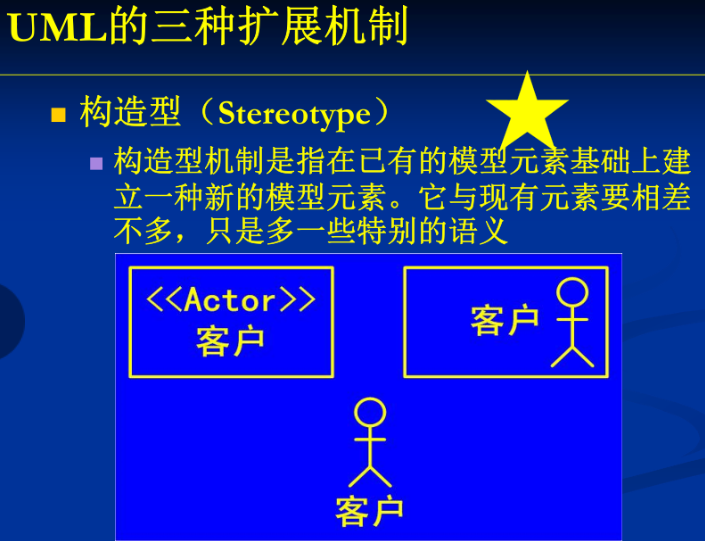 UML的三种扩展机制
构造型（Stereotype）
构造型机制是指在已有的模型元素基础上建
立一种新的模型元素。它与现有元素要相差
不多，只是多一些特别的语义
<<Actor>>
客户
客户
客户